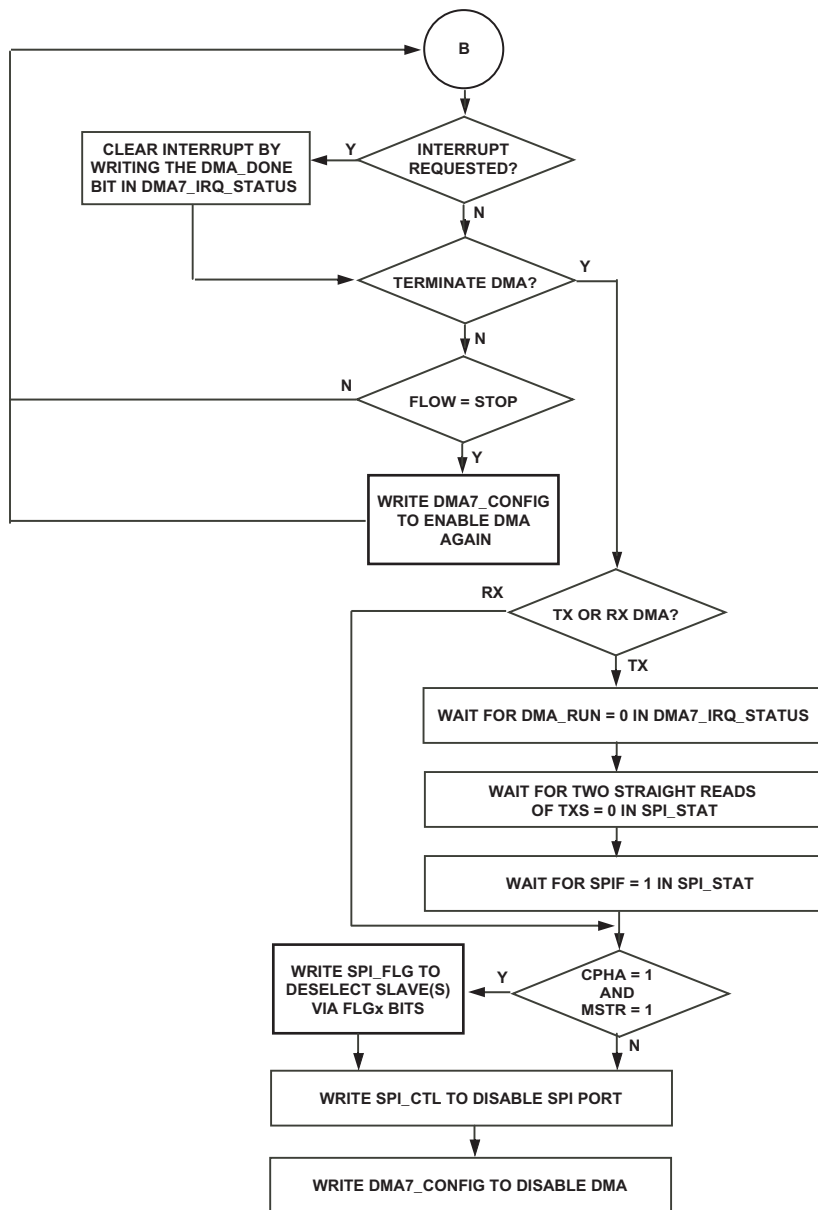 B
INTERRUPT
REQUESTED?
Y
CLEAR INTERRUPT BY
WRITING THE DMA_DONE
BIT IN DMA7_IRQ_STATUS
N
TERMINATE DMA?
Y
N
FLOW = STOP
N
Y
WRITE DMA7_CONFIG
TO ENABLE DMA
AGAIN
TX OR RX DMA?
RX
TX
WAIT FOR DMA_RUN = 0 IN DMA7_IRQ_STATUS
WAIT FOR TWO STRAIGHT READS
OF TXS = 0 IN SPI_STAT
WAIT FOR SPIF = 1 IN SPI_STAT
CPHA = 1
AND
MSTR = 1
Y
WRITE SPI_FLG TO
DESELECT SLAVE(S)
VIA FLGx BITS
N
WRITE SPI_CTL TO DISABLE SPI PORT
WRITE DMA7_CONFIG TO DISABLE DMA